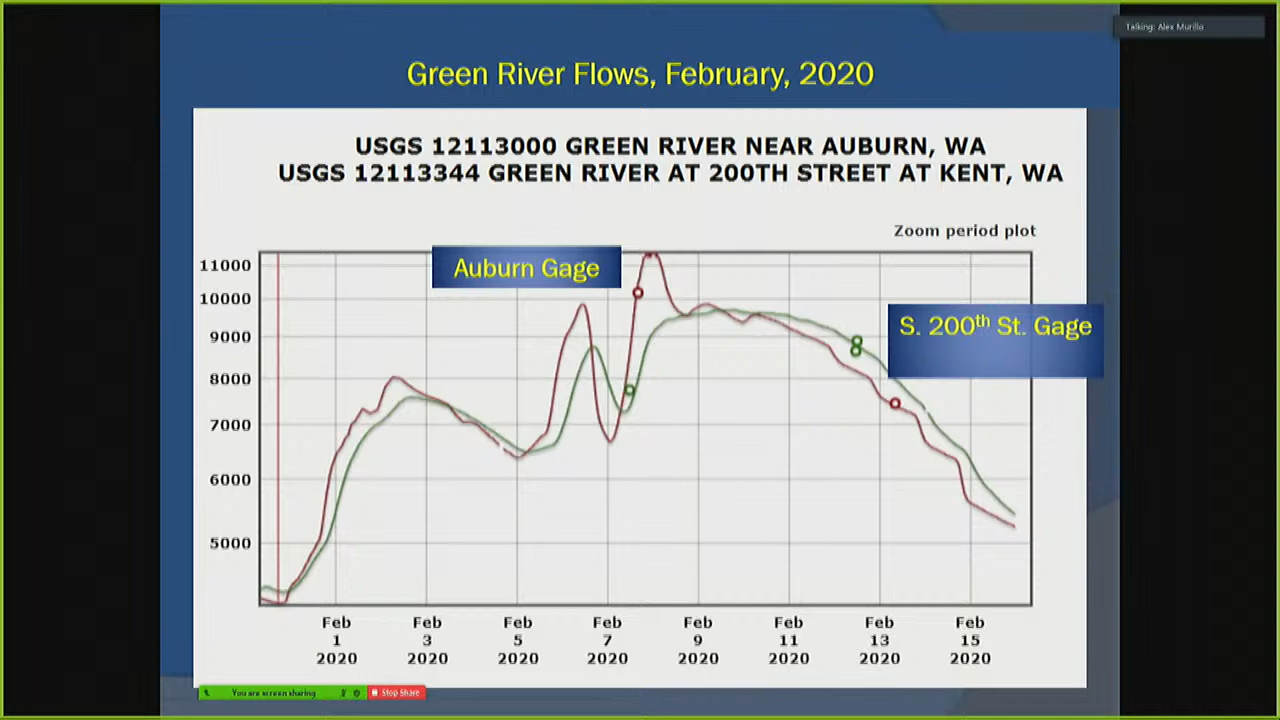 Talking: Alex Murillo
Green River Flows, February, 2020
USGS 12113000 GREEN RIVER NEAR AUBURN, WA
USGS 12113344 GREEN RIVER AT 200TH STREET AT KENT, WA
Zoom period plot
Auburn Gage
S. 200th St. Gage
11000
10000
9000
8000
7000
6000
5000
Feb Feb Feb Feb Feb Feb Feb Feb
1 3 5 7 9 11 13 15
2020 2020 2020 2020 2020 2020 2020 2020
You are screen sharing Stop Share